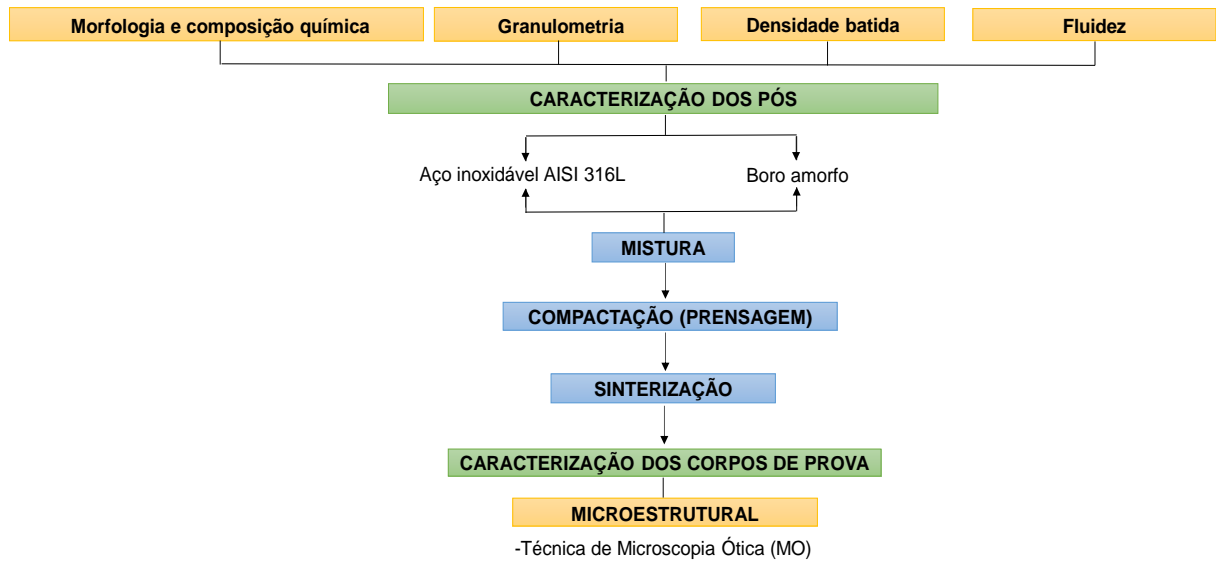 Morfologia e composição química
Granulometria
Densidade batida
Fluidez
CARACTERIZAÇÃO DOS PÓS
Aço inoxidável AISI 316L
Boro amorfo
MISTURA
COMPACTAÇÃO (PRENSAGEM)
SINTERIZAÇÃO
CARACTERIZAÇÃO DOS CORPOS DE PROVA
MICROESTRUTURAL
-Técnica de Microscopia Ótica (MO)